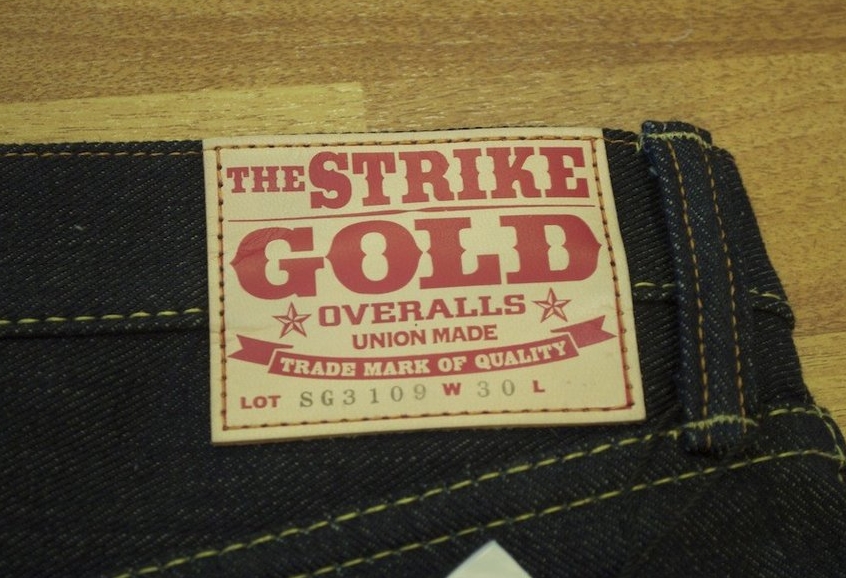 THE STRIKE
GOLD
OVERALLS
UNION MADE
TRADE MARK OF QUALITY
LOT SG3109 W 30 L